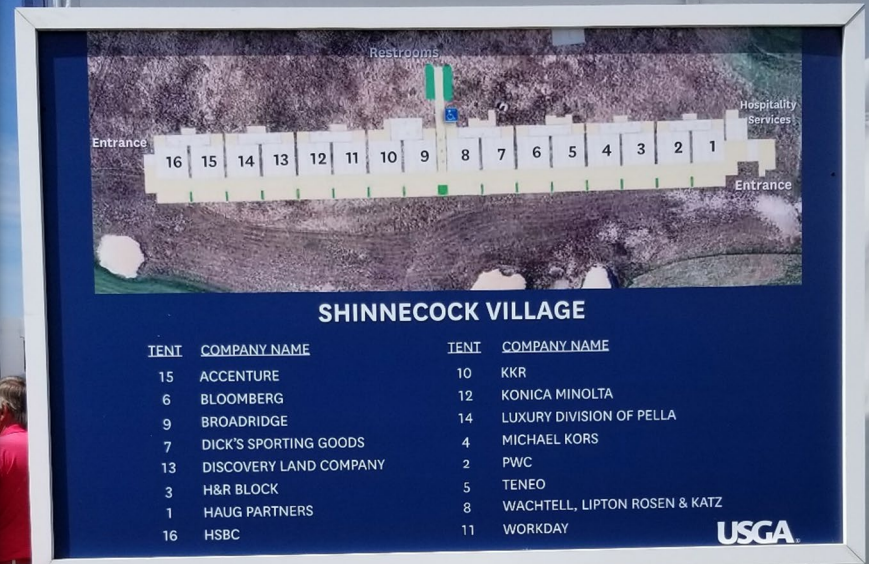 Restrooms
Hospitality
Services
Entrance
16 15 14 13 12 11 10 9 8 7 6 5 4 3 2 1
Entrance
SHINNECOCK VILLAGE
TENT COMPANY NAME
15 ACCENTURE
6 BLOOMBERG
9 BROADRIDGE
7 DICK'S SPORTING GOODS
13 DISCOVERY LAND COMPANY
3 H&R BLOCK
1 HAUG PARTNERS
16 HSBC
TENT COMPANY NAME
10 KKR
12 KONICA MINOLTA
14 LUXURY DIVISION OF PELLA
4 MICHAEL KORS
2 PWC
5 TENEO
8 WACHTELL, LIPTON ROSEN & KATZ
11 WORKDAY
USGA